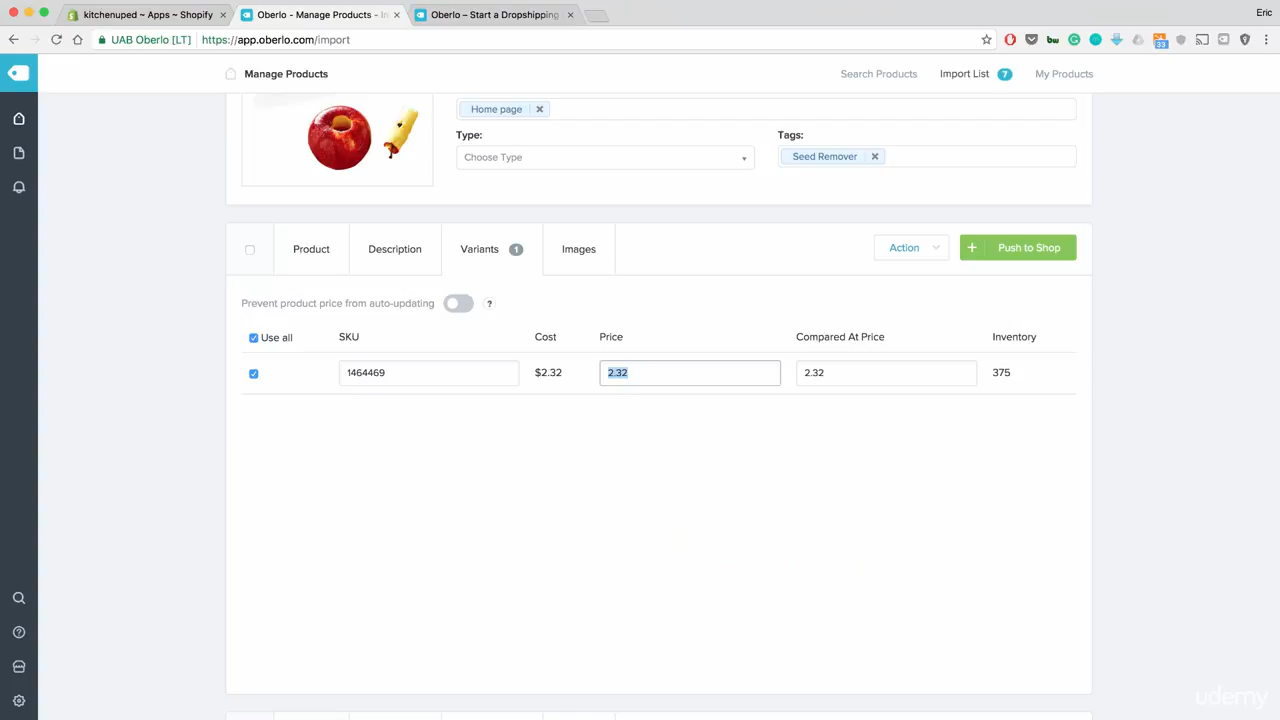 kitchenuped ~ Apps ~ Shopify
Oberlo - Manage Products - In
Oberlo – Start a Dropshipping
Eric
UAB Oberlo [LT]
https://app.oberlo.com/import
33
Manage Products
Search Products
Import List 7
My Products
Home page
Type:
Tags:
Choose Type
Seed Remover
Product
Description
Variants 1
Images
Action
+ Push to Shop
Prevent product price from auto-updating ?
Use all
SKU
Cost
Price
Compared At Price
Inventory
1464469
$2.32
2.32
2.32
375
udemy